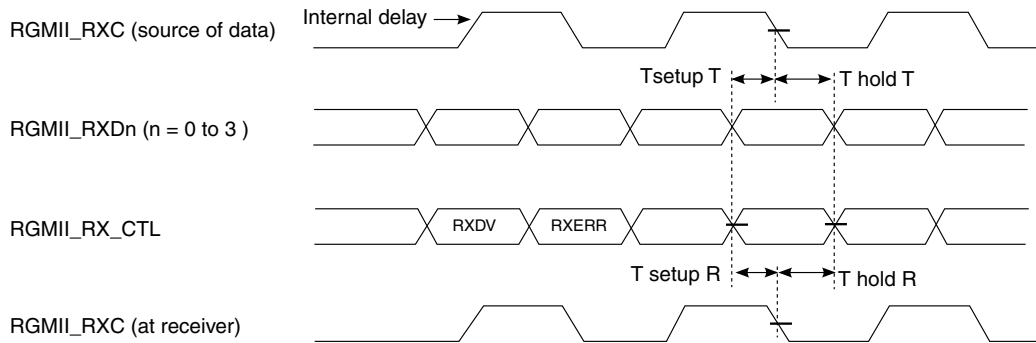 Internal delay
RGMII_RXC (source of data)
Tsetup T
T hold T
RGMII_RXDn (n = 0 to 3 )
RGMII_RX_CTL
RXDV
RXERR
T setup R
T hold R
RGMII_RXC (at receiver)